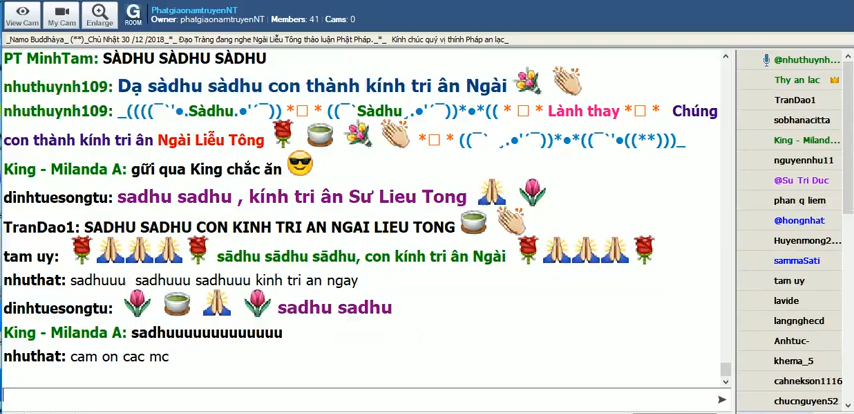 View Cam
My Cam
Enlarge
G
ROOM
PhatgiaonamtruyenNT
Owner: phatgiaonamtruyenNT | Members: 41 | Cams: 0
_Namo Buddhàya_ (**)_Chủ Nhật 30 /12 /2018_*_ Đạo Tràng đang nghe Ngài Liễu Tông thảo luận Phật Pháp._*_ Kính chúc quý vị thính Pháp an lạc_
PT MinhTam: SÀDHU SÀDHU SÀDHU
nhuthuynh109: Dạ sàdhu sàdhu con thành kính tri ân Ngài
nhuthuynh109: _((((¯`'•.Sàdhu.•'´¯)) *□ * ((¯`Sàdhu¸.•'´¯))*•*(( * □ * Lành thay *□ * Chúng
con thành kính tri ân Ngài Liễu Tông *□ * ((¯` ¸.•'´¯))*•*((¯`'•((**)))_
King - Milanda A: gữi qua King chắc ăn
dinhtuesongtu: sadhu sadhu , kính tri ân Sư Lieu Tong
TranDao1: SADHU SADHU CON KINH TRI AN NGAI LIEU TONG
tam uy: sādhu sādhu sādhu, con kính tri ân Ngài
nhuthat: sadhuuu sadhuuu sadhuuu kinh tri an ngay
dinhtuesongtu: sadhu sadhu
King - Milanda A: sadhuuuuuuuuuuuuu
nhuthat: cam on cac mc
@nhuthuynh...
Thy an lac
TranDao1
sobhanacitta
King - Miland...
nguyennhu11
@Su Tri Duc
phan q liem
@hongnhat
Huyenmong2...
sammaSati
tam uy
lavide
langnghecd
Anhtuc-
khema_5
cahnekson1116
chucnguyen52